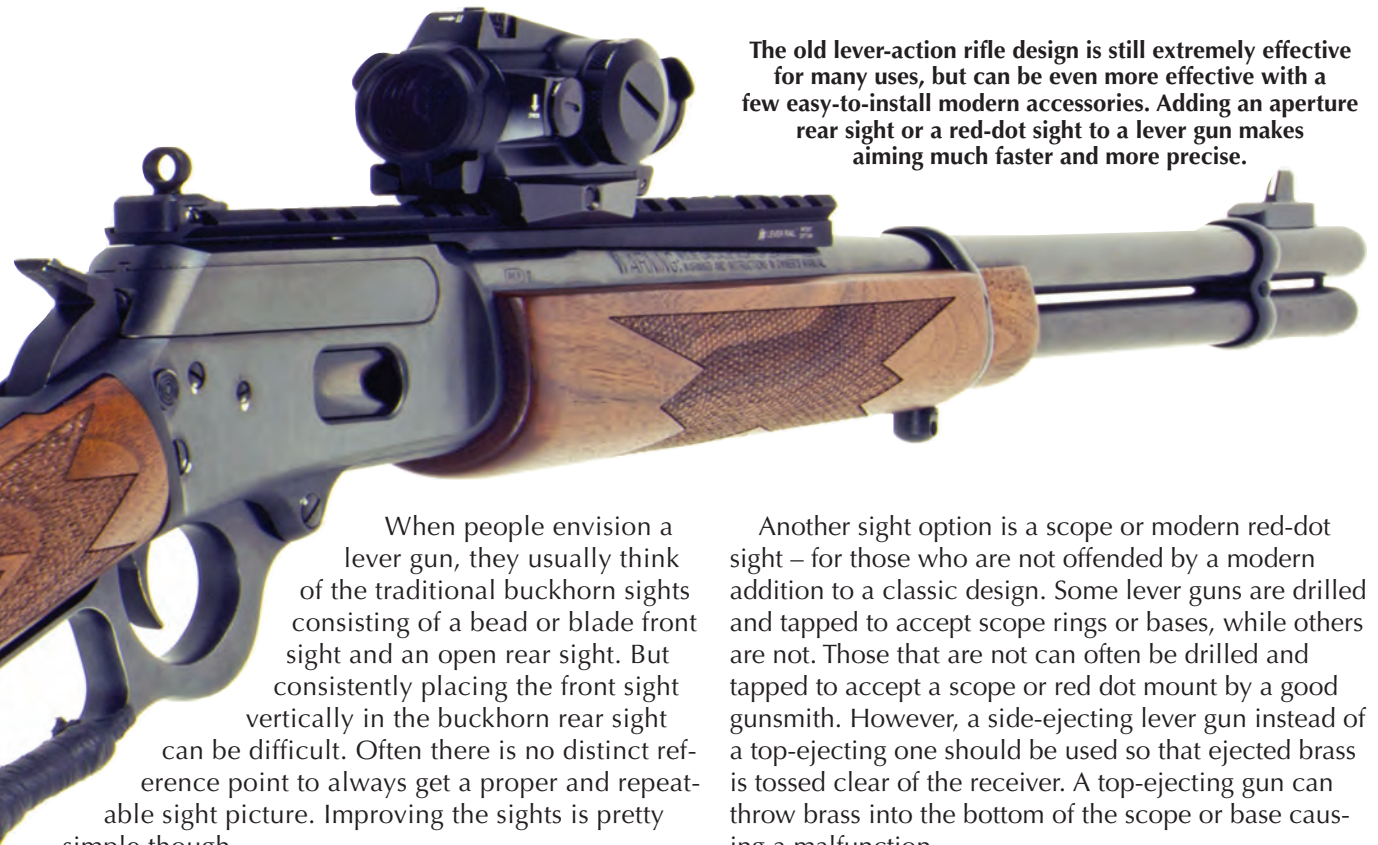 The old lever-action rifle design is still extremely effective
for many uses, but can be even more effective with a
few easy-to-install modern accessories. Adding an aperture
rear sight or a red-dot sight to a lever gun makes
aiming much faster and more precise.
LEVER RAIL
WARNING:
When people envision a
lever gun, they usually think
of the traditional buckhorn sights
consisting of a bead or blade front
sight and an open rear sight. But
consistently placing the front sight
vertically in the buckhorn rear sight
can be difficult. Often there is no distinct ref-
erence point to always get a proper and repeat-
able sight picture. Improving the sights is pretty
simple though
Another sight option is a scope or modern red-dot
sight – for those who are not offended by a modern
addition to a classic design. Some lever guns are drilled
and tapped to accept scope rings or bases, while others
are not. Those that are not can often be drilled and
tapped to accept a scope or red dot mount by a good
gunsmith. However, a side-ejecting lever gun instead of
a top-ejecting one should be used so that ejected brass
is tossed clear of the receiver. A top-ejecting gun can
throw brass into the bottom of the scope or base caus-
ing a malfunction